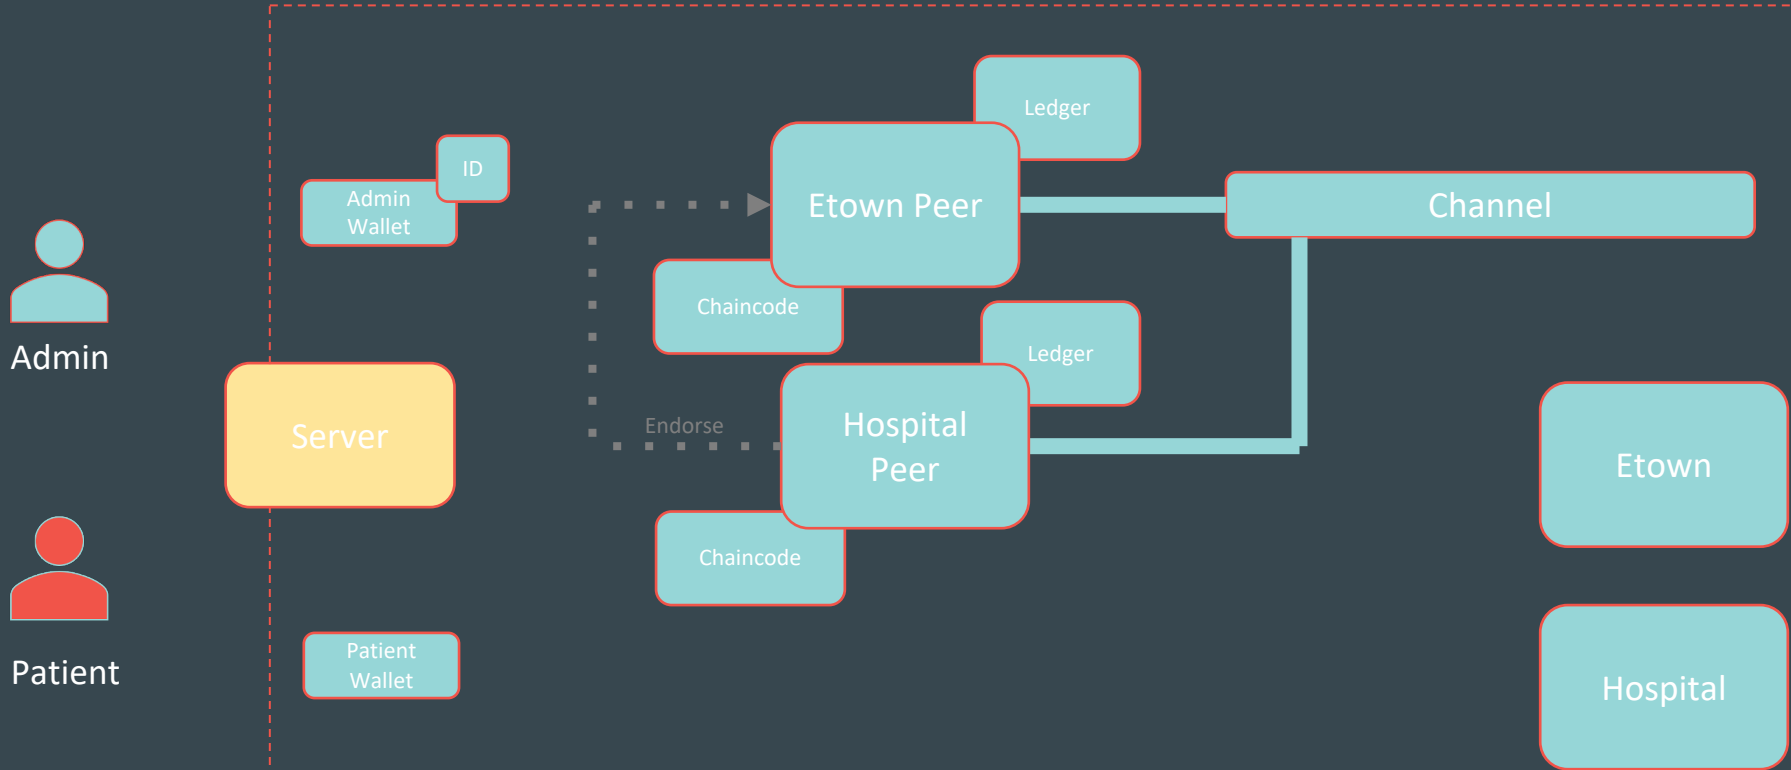 Ledger
ID
Admin
Wallet
Etown Peer
Channel
Chaincode
Admin
Ledger
Server
Endorse
Hospital
Peer
Etown
Chaincode
Patient
Patient
Wallet
Hospital